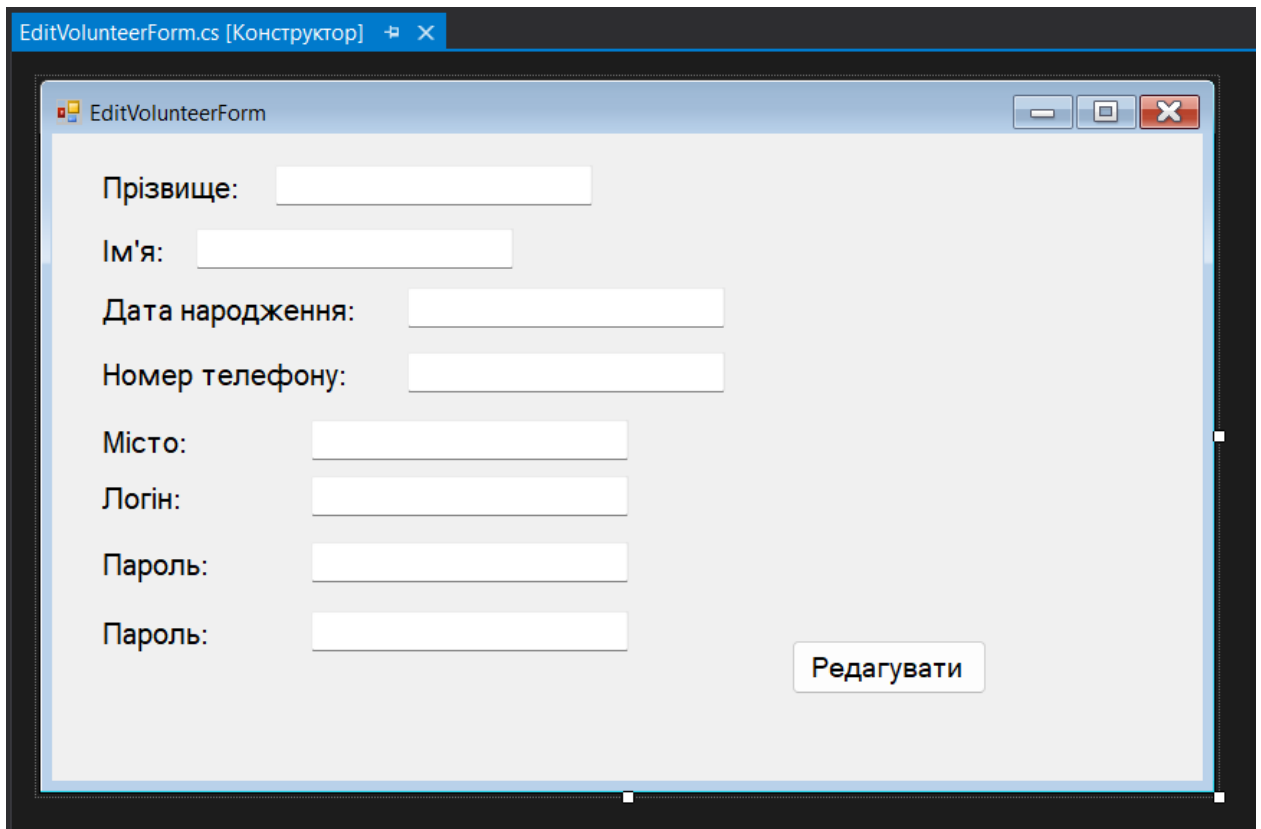 EditVolunteerForm.cs [Конструктор]
EditVolunteerForm
Прізвище:
Ім'я:
Дата народження:
Номер телефону:
Місто:
Логін:
Пароль:
Пароль:
Редагувати